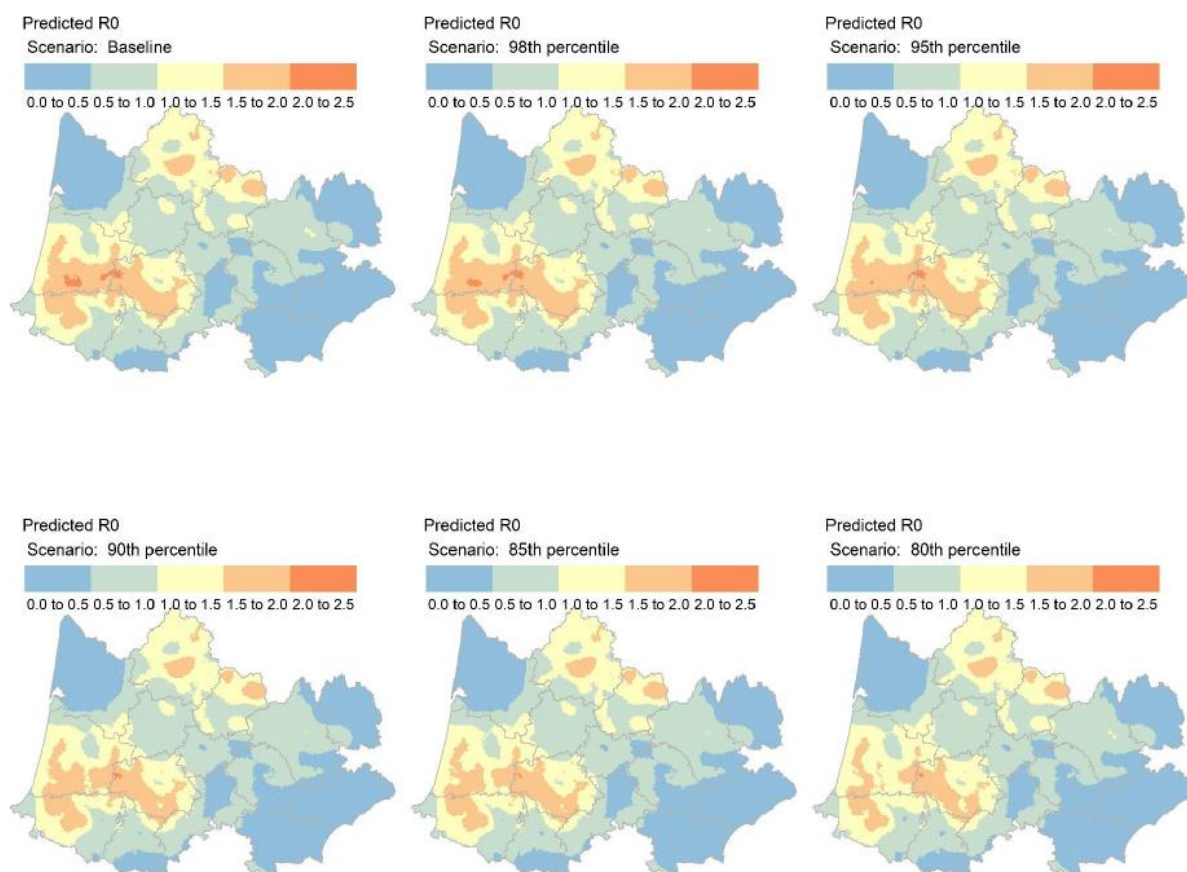 Predicted R0
Scenario: Baseline
0.0 to 0.5 0.5 to 1.0 1.0 to 1.5 1.5 to 2.0 2.0 to 2.5
Predicted R0
Scenario: 98th percentile
0.0 to 0.5 0.5 to 1.0 1.0 to 1.5 1.5 to 2.0 2.0 to 2.5
Predicted R0
Scenario: 95th percentile
0.0 to 0.5 0.5 to 1.0 1.0 to 1.5 1.5 to 2.0 2.0 to 2.5
Predicted R0
Scenario: 90th percentile
0.0 to 0.5 0.5 to 1.0 1.0 to 1.5 1.5 to 2.0 2.0 to 2.5
Predicted R0
Scenario: 85th percentile
0.0 to 0.5 0.5 to 1.0 1.0 to 1.5 1.5 to 2.0 2.0 to 2.5
Predicted R0
Scenario: 80th percentile
0.0 to 0.5 0.5 to 1.0 1.0 to 1.5 1.5 to 2.0 2.0 to 2.5